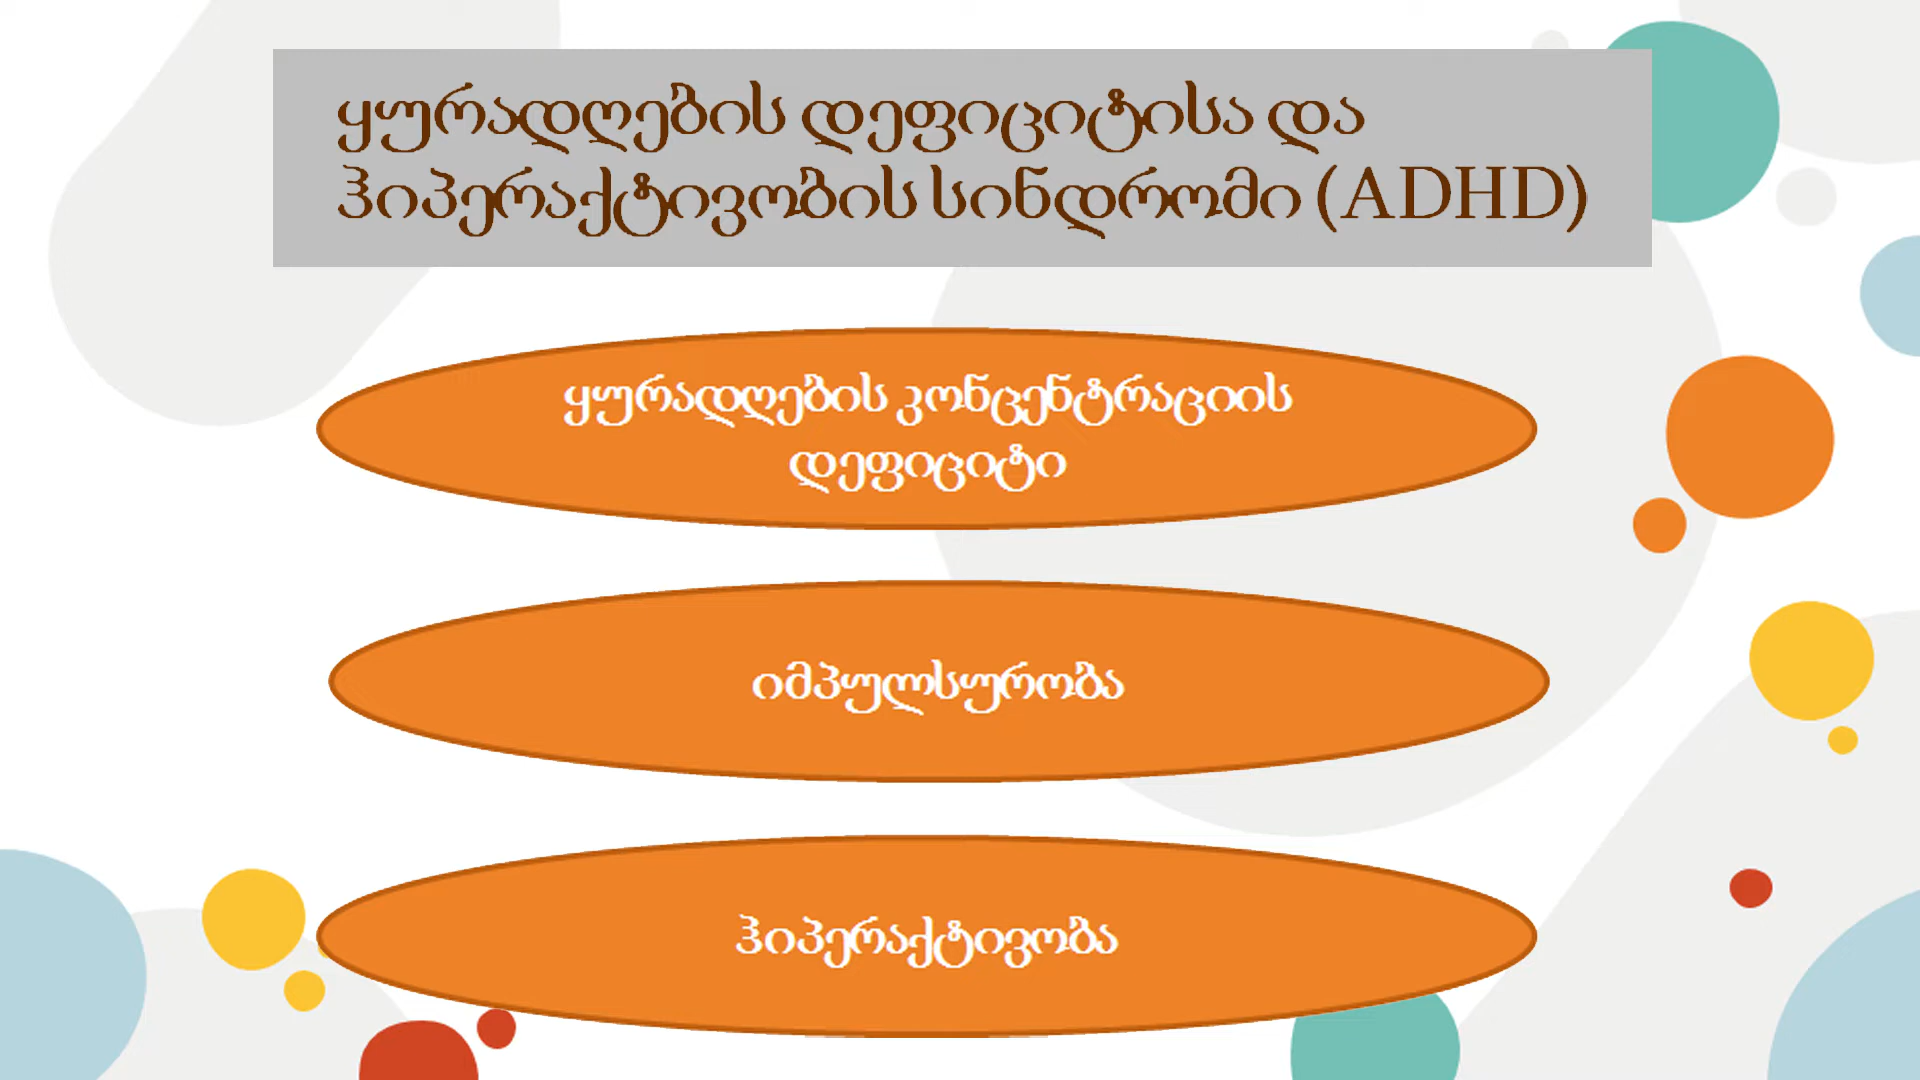 ყურადღების დეფიციტისა და
ჰიპერაქტივობის სინდრომი (ADHD)
ყურადღების კონცენტრაციის
დეფიციტი
იმპულსურობა
ჰიპერაქტივობა